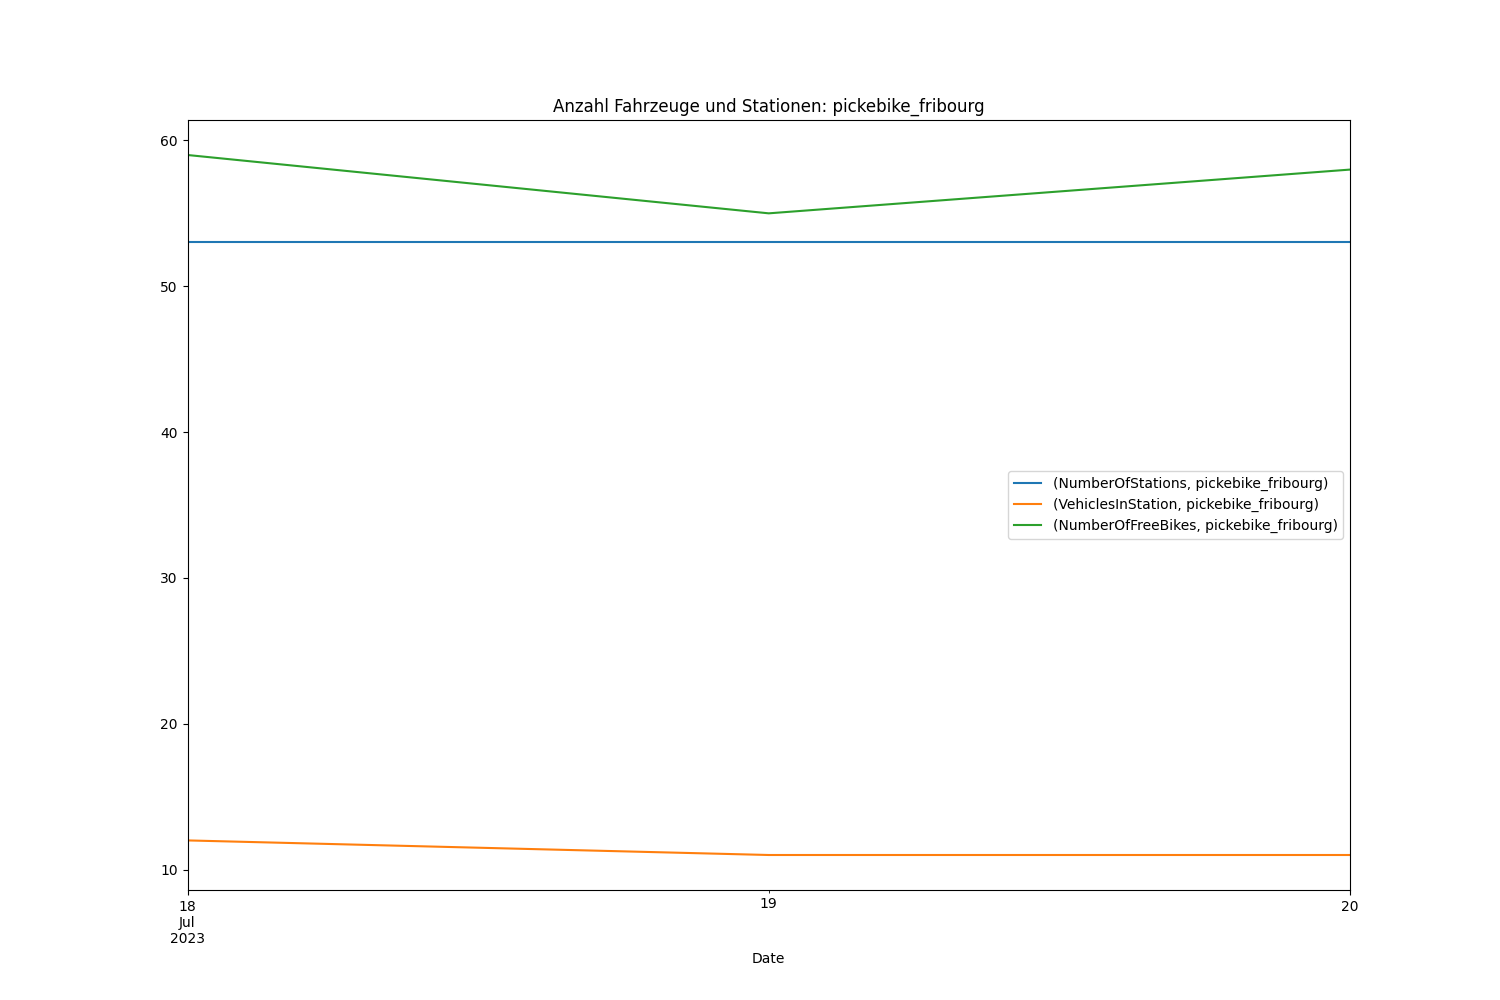 Anzahl Fahrzeuge und Stationen: pickebike_fribourg
60
50
40
30
20
10
(NumberOfStations, pickebike_fribourg)
(VehiclesInStation, pickebike_fribourg)
(NumberOfFreeBikes, pickebike_fribourg)
18 19 20
Jul
2023
Date